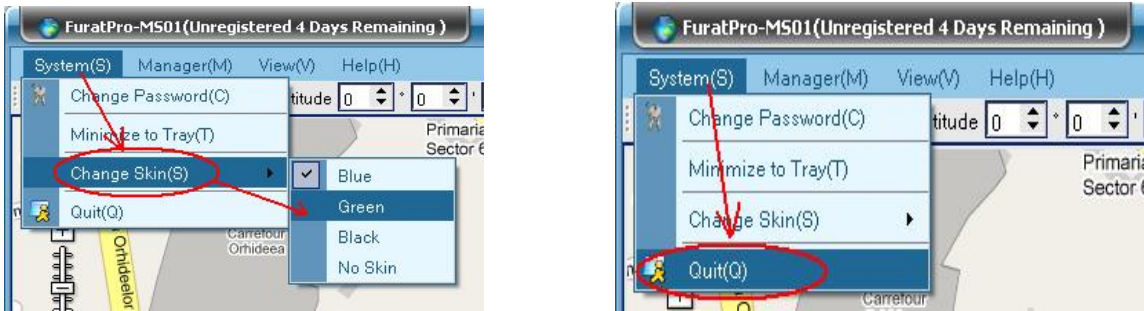 FuratPro-MS01(Unregistered 4 Days Remaining )
System(S) Manager(M) View(V) Help(H)
Change Password(C)
titude 0 ° 0 '
Minimize to Tray(T)
Primaria
Sector 6
Change Skin(S)
Blue
Quit(Q)
Green
Carrefour
Orhideea
Black
No Skin
Orhideelor
FuratPro-MS01(Unregistered 4 Days Remaining )
System(S) Manager(M) View(V) Help(H)
Change Password(C)
titude 0 ° 0 '
Minimize to Tray(T)
Primaria
Sector 6
Change Skin(S)
Quit(Q)
Carrefour